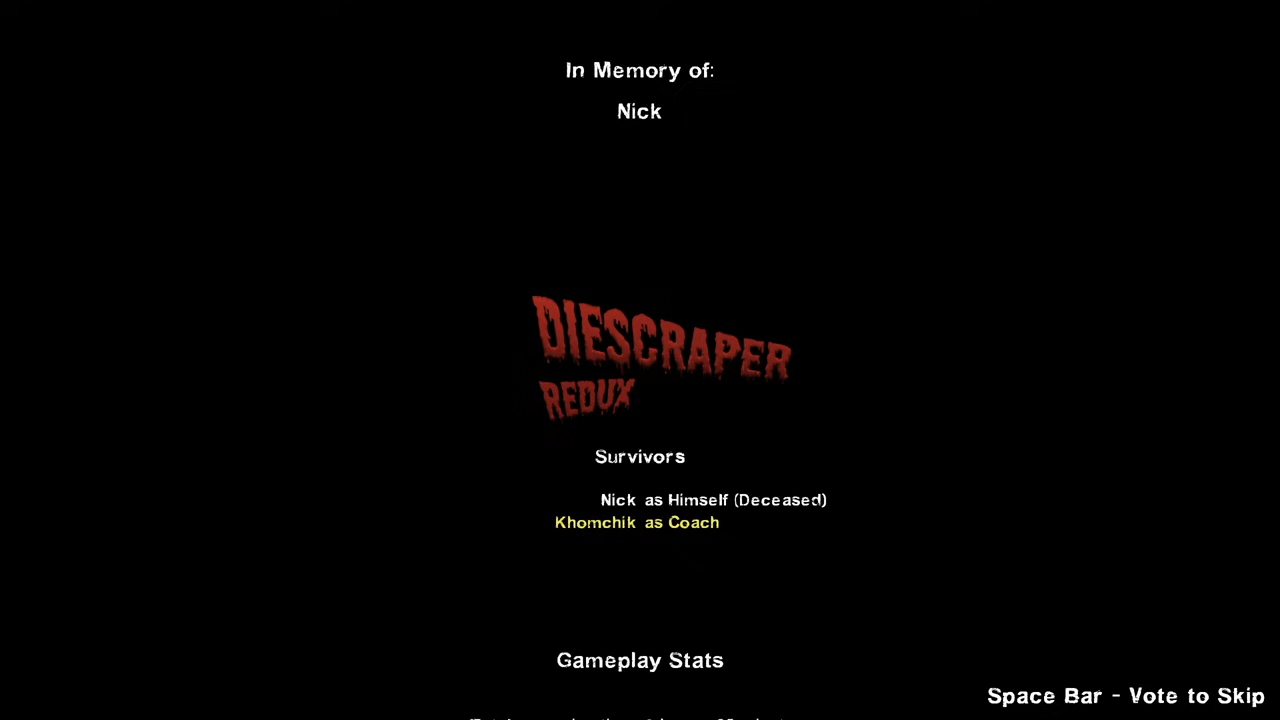 In Memory of:
Nick
DIESCRAPER
REDUX
Survivors
Nick as Himself (Deceased)
Khomchik as Coach
Gameplay Stats
Space Bar - Vote to Skip